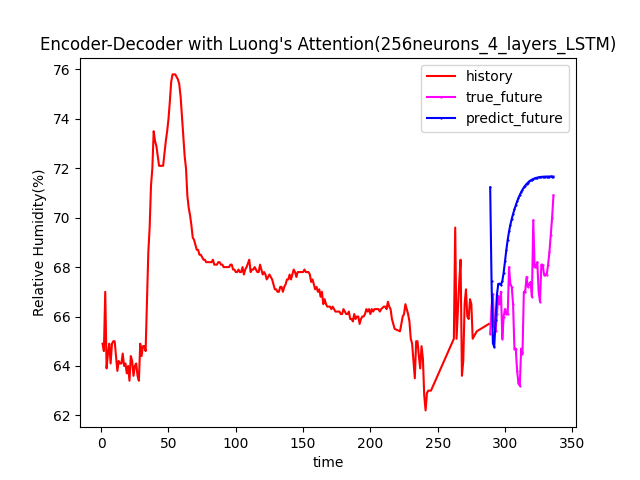 Encoder-Decoder with Luong's Attention(256neurons_4_layers_LSTM)
history
true_future
predict_future
Relative Humidity(%)
76
74
72
70
68
66
64
62
0 50 100 150 200 250 300 350
time